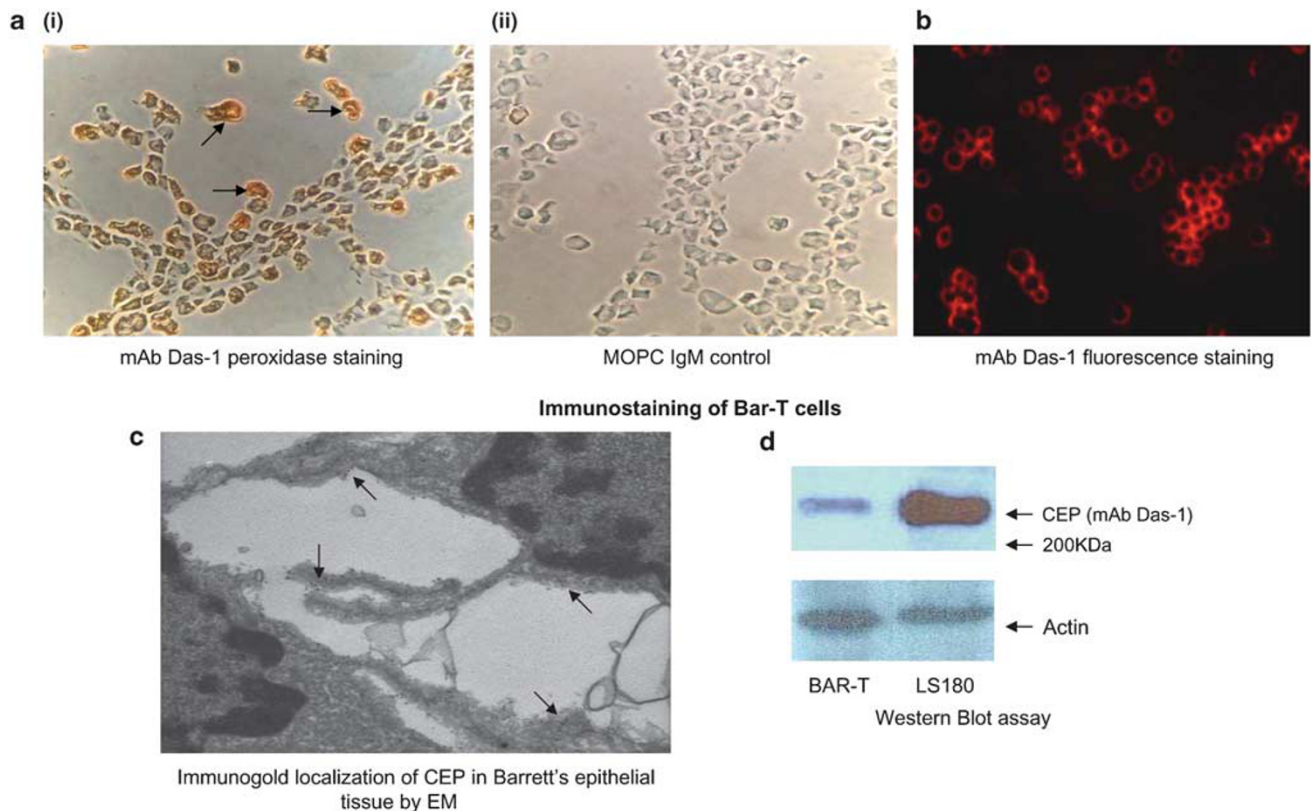 a (i) (ii) b
mAb Das-1 peroxidase staining
MOPC IgM control
mAb Das-1 fluorescence staining
Immunostaining of Bar-T cells
c
Immunogold localization of CEP in Barrett's epithelial
tissue by EM
d
CEP (mAb Das-1)
200KDa
Actin
BAR-T LS180
Western Blot assay